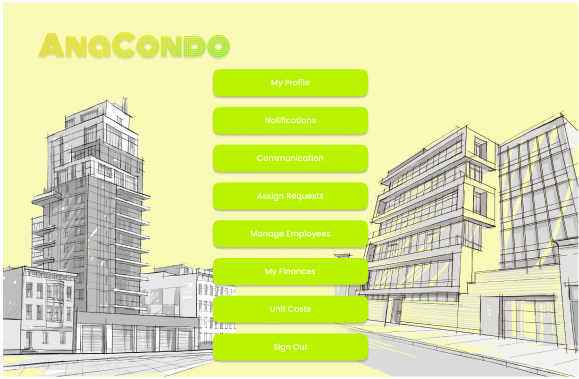 AnaCondo
My Profile
Notifications
Communication
Assign Requests
Manage Employees
My Finances
Unit Costs
Sign Out